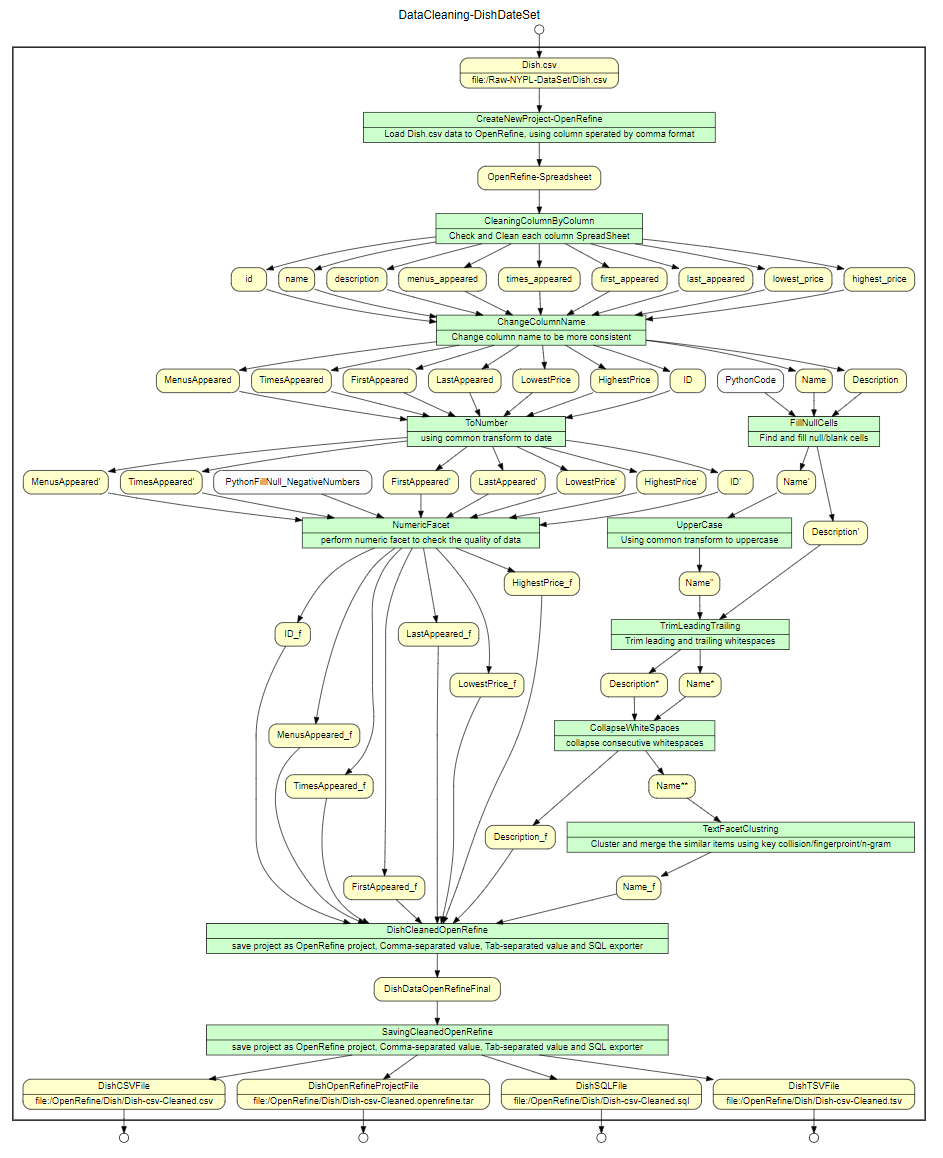 DataCleaning-DishDateSet
Dish.csv
file:/Raw-NYPL-DataSet/Dish.csv
CreateNewProject-OpenRefine
Load Dish.csv data to OpenRefine, using column sperated by comma format
OpenRefine-Spreadsheet
CleaningColumnByColumn
Check and Clean each column SpreadSheet
id name description menus_appeared times_appeared first_appeared last_appeared lowest_price highest_price
ChangeColumnName
Change column name to be more consistent
MenusAppeared TimesAppeared FirstAppeared LastAppeared LowestPrice HighestPrice ID PythonCode Name Description
ToNumber
using common transform to date
FillNullCells
Find and fill null/blank cells
MenusAppeared' TimesAppeared' PythonFillNull_NegativeNumbers FirstAppeared' LastAppeared' LowestPrice' HighestPrice' ID' Name'
NumericFacet
perform numeric facet to check the quality of data
UpperCase
Using common transform to uppercase
Description'
HighestPrice_f
Name''
ID_f
LastAppeared_f
TrimLeadingTrailing
Trim leading and trailing whitespaces
LowestPrice_f
Description* Name*
MenusAppeared_f
CollapseWhiteSpaces
collapse consecutive whitespaces
TimesAppeared_f
Name**
Description_f
TextFacetClustring
Cluster and merge the similar items using key collision/fingerproint/n-gram
FirstAppeared_f
Name_f
DishCleanedOpenRefine
save project as OpenRefine project, Comma-separated value, Tab-separated value and SQL exporter
DishDataOpenRefineFinal
SavingCleanedOpenRefine
save project as OpenRefine project, Comma-separated value, Tab-separated value and SQL exporter
DishCSVFile
file:/OpenRefine/Dish/Dish-csv-Cleaned.csv
DishOpenRefineProjectFile
file:/OpenRefine/Dish/Dish-csv-Cleaned.openrefine.tar
DishSQLFile
file:/OpenRefine/Dish/Dish-csv-Cleaned.sql
DishTSVFile
file:/OpenRefine/Dish/Dish-csv-Cleaned.tsv